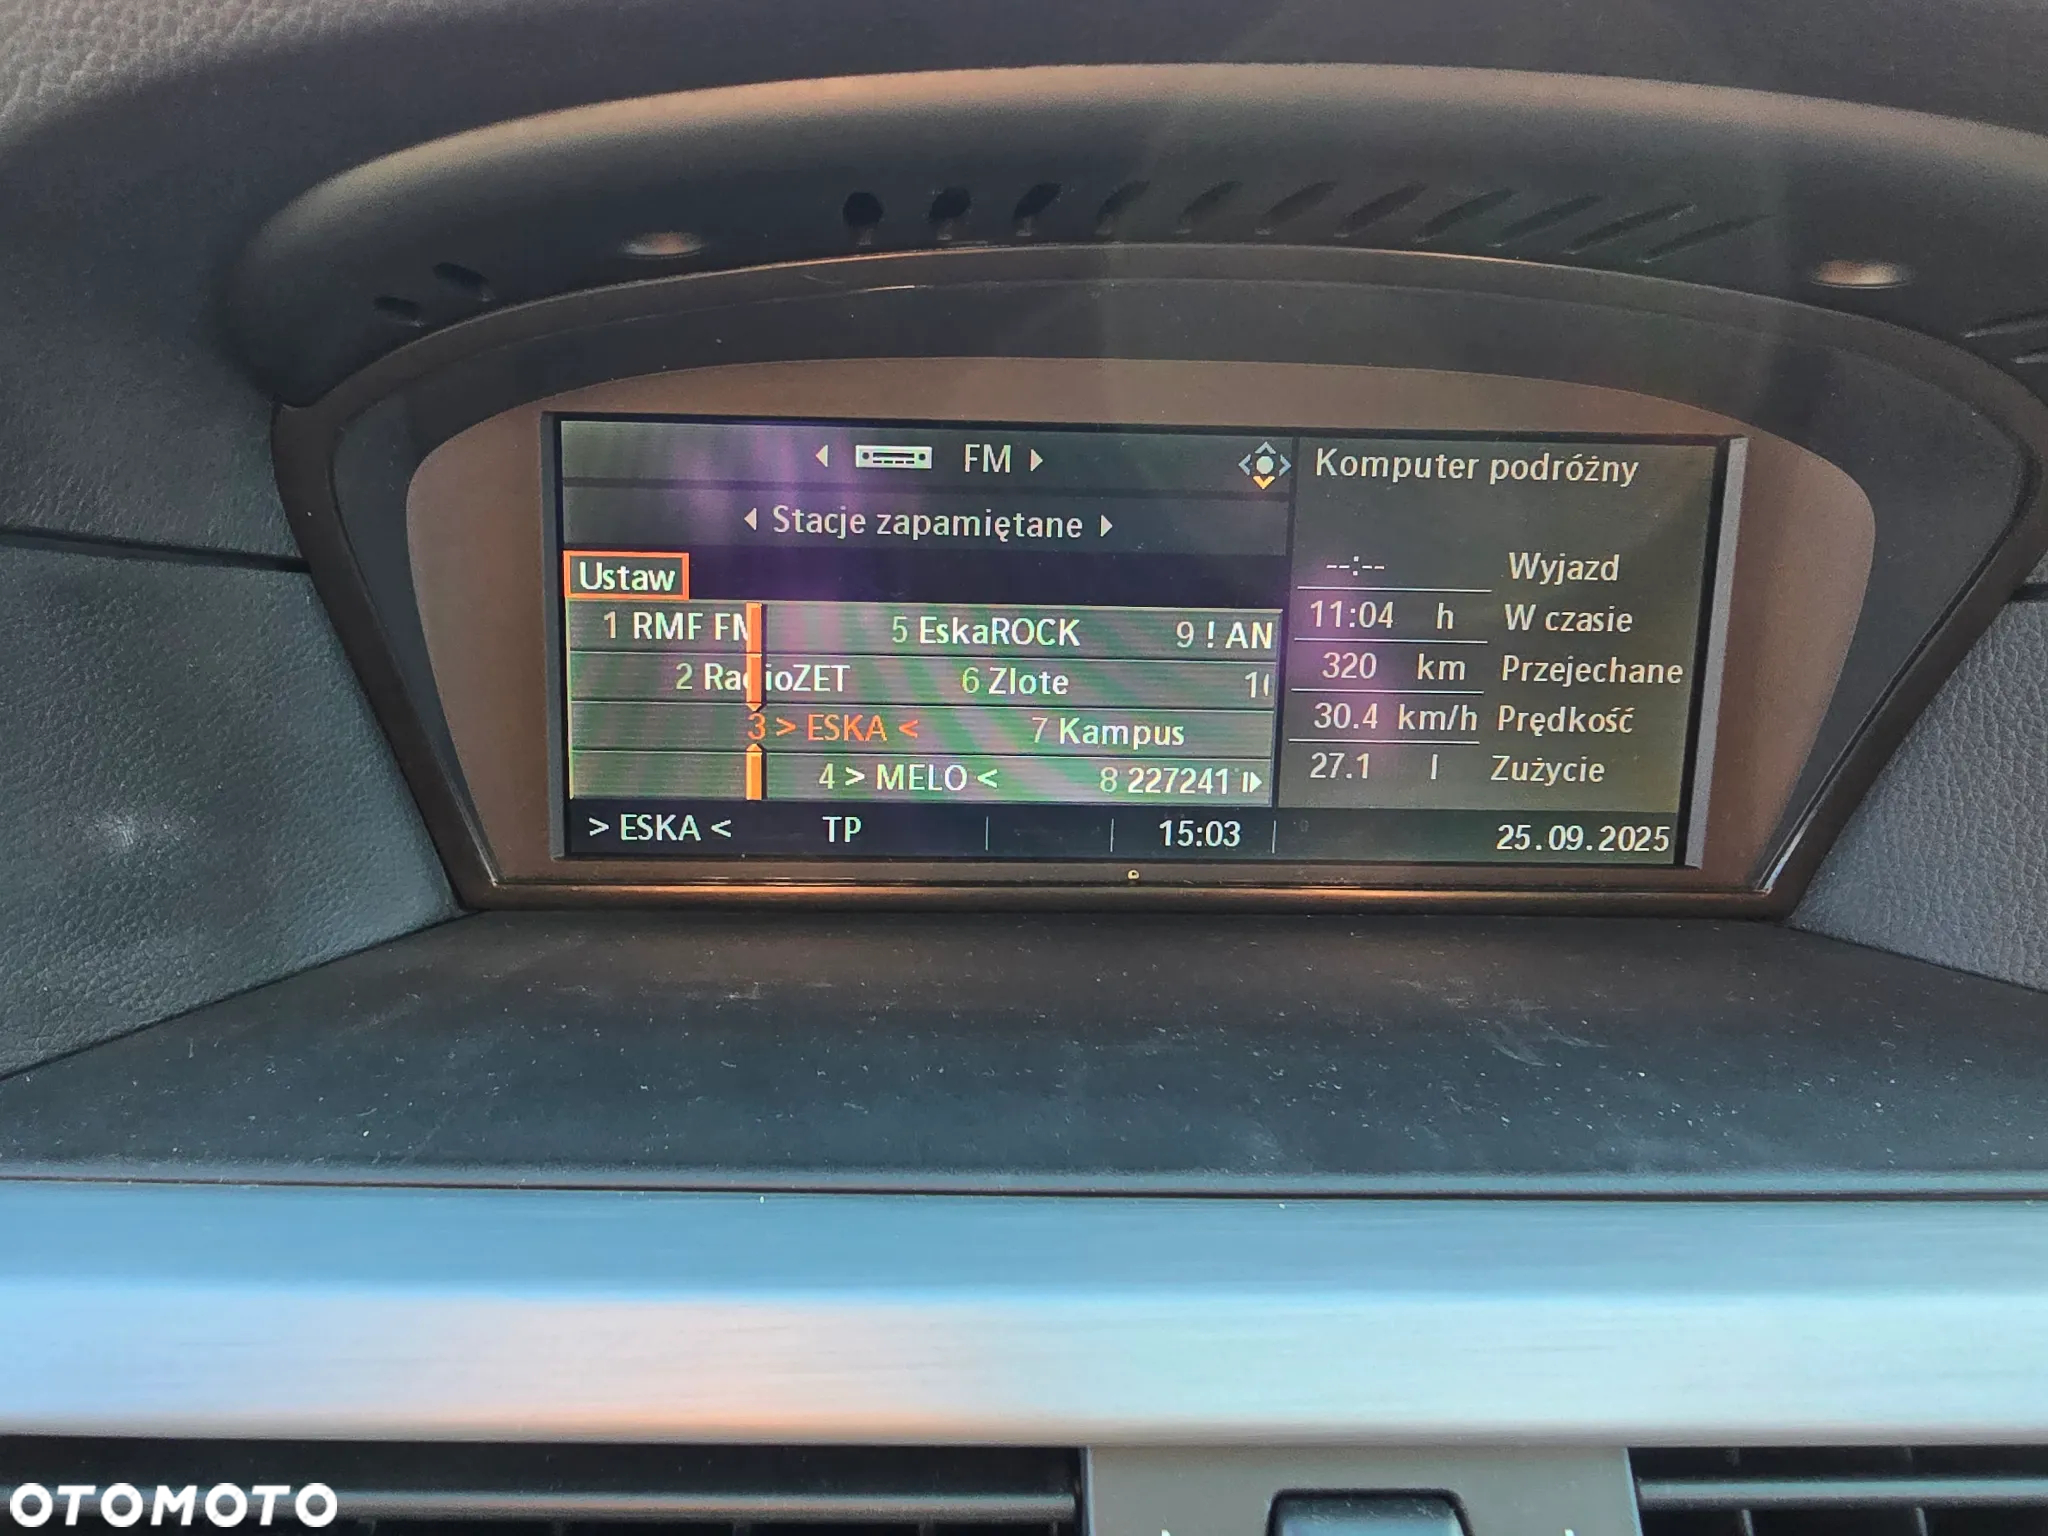 FM
Stacje zapamiętane
Ustaw
1 RMF FM 5 EskaROCK 9 ! AN
2 RadioZET 6 Zlote
3 > ESKA < 7 Kampus
4 > MELO < 8 227241
> ESKA < TP 15:03
Komputer podróżny
--:-- Wyjazd
11:04 h W czasie
320 km Przejechane
30.4 km/h Prędkość
27.1 l Zużycie
25.09.2025
OTOMOTO